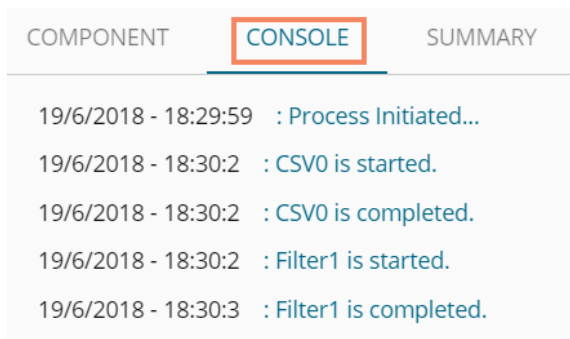 COMPONENT CONSOLE SUMMARY
19/6/2018 - 18:29:59 : Process Initiated...
19/6/2018 - 18:30:2 : CSV0 is started.
19/6/2018 - 18:30:2 : CSV0 is completed.
19/6/2018 - 18:30:2 : Filter1 is started.
19/6/2018 - 18:30:3 : Filter1 is completed.